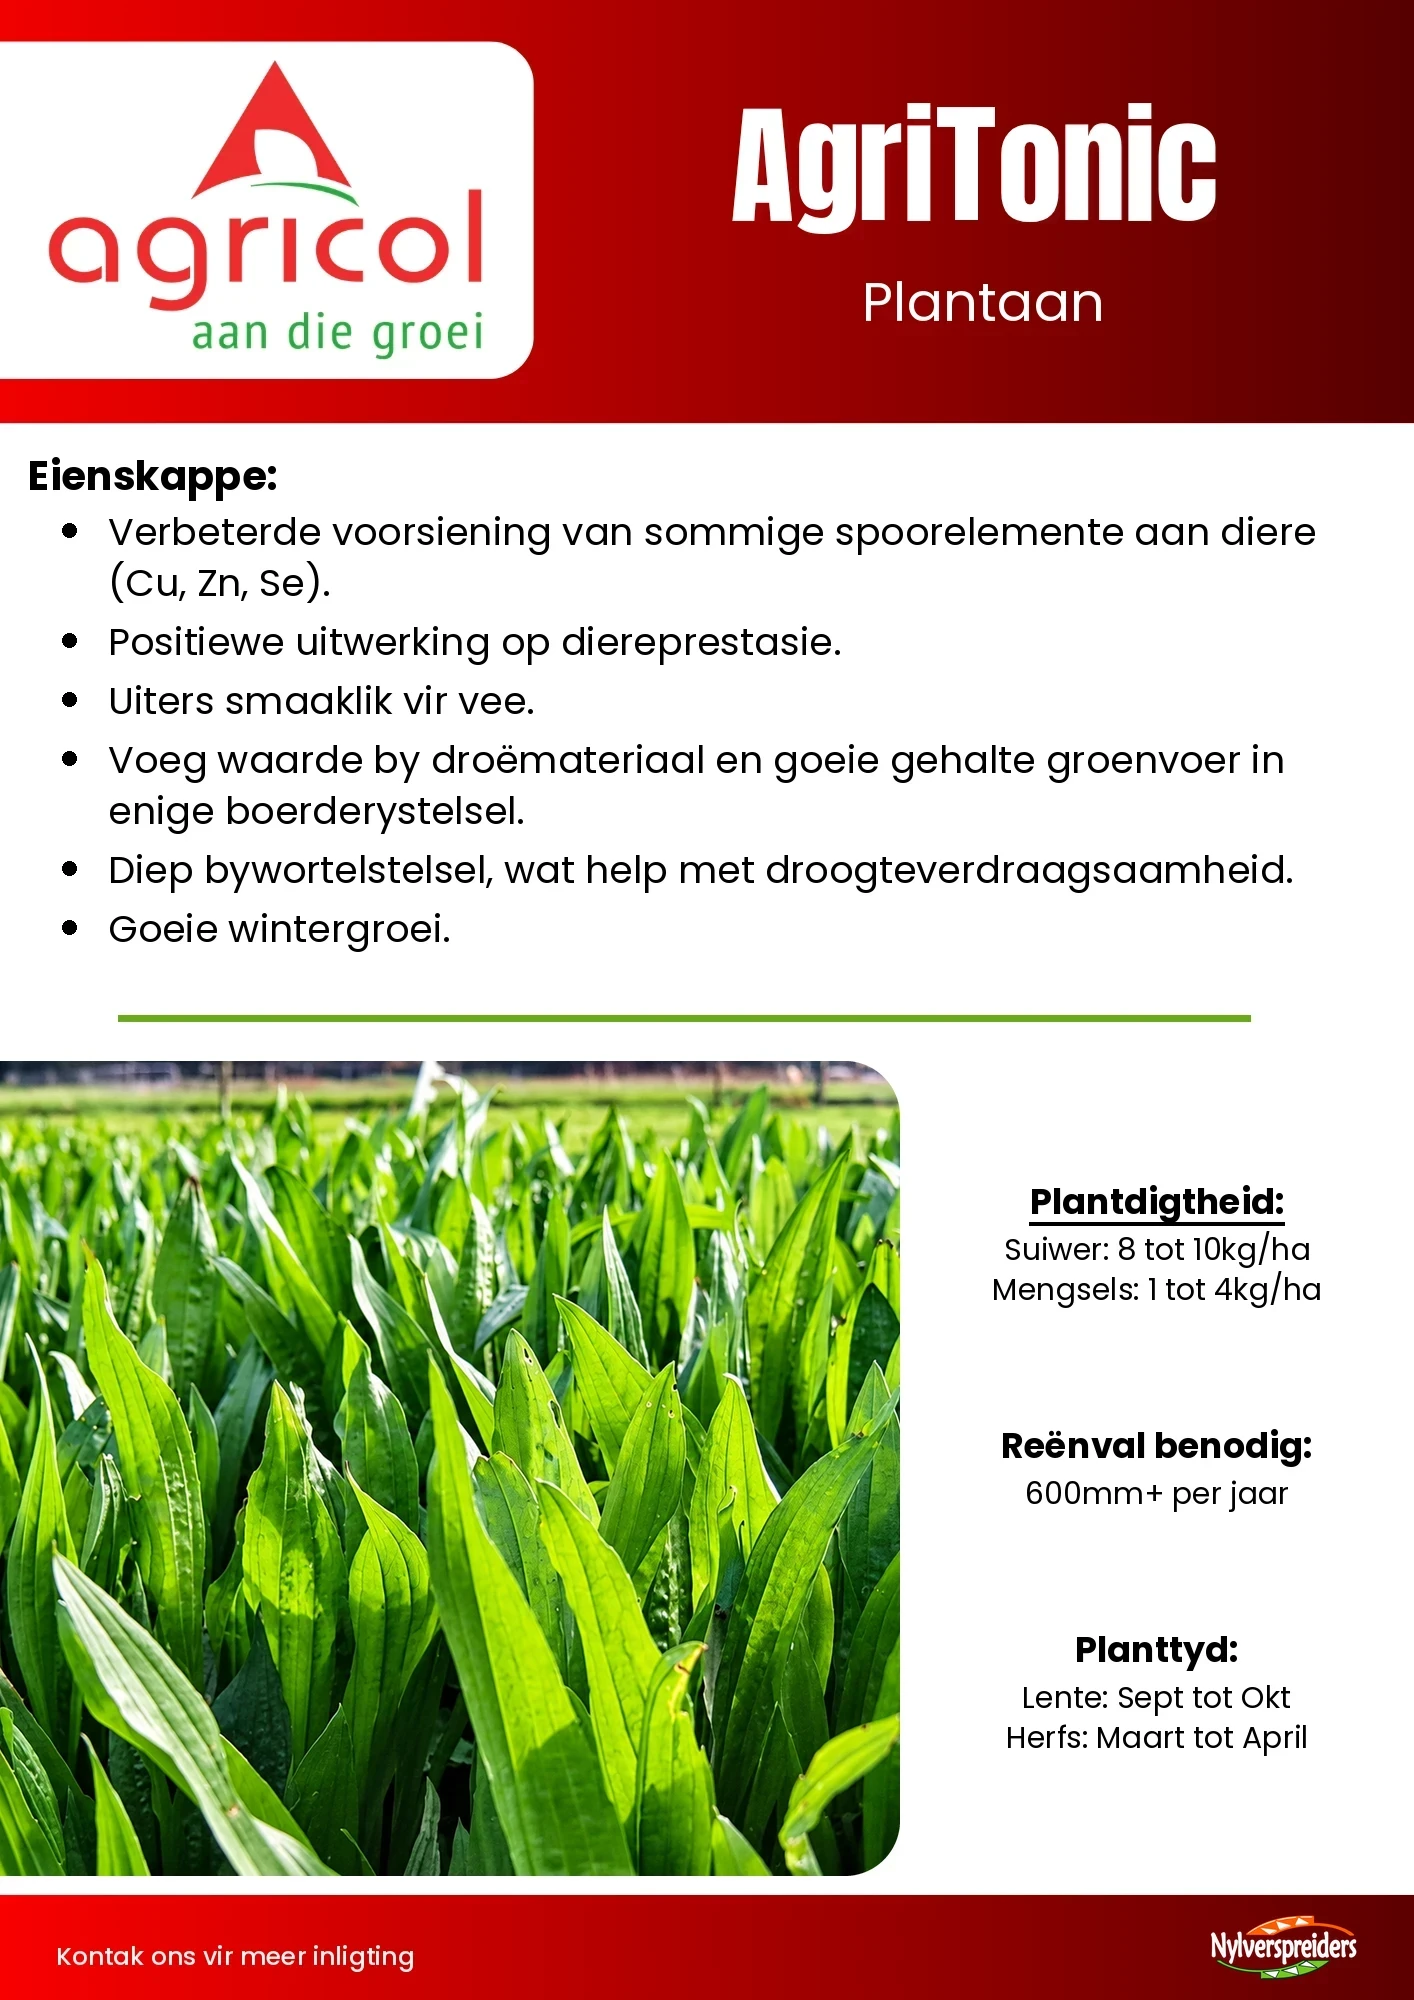 agricol
aan die groei
AgriTonic
Plantaan
Eienskappe:
Verbeterde voorsiening van sommige spoorelemente aan diere
(Cu, Zn, Se).
Positiewe uitwerking op diereprestasie.
Uiters smaaklik vir vee.
Voeg waarde by droëmateriaal en goeie gehalte groenvoer in
enige boerderystelsel.
Diep bywortelstelsel, wat help met droogteverdraagsaamheid.
Goeie wintergroei.
Plantdigtheid:
Suiwer: 8 tot 10kg/ha
Mengsels: 1 tot 4kg/ha
Reënval benodig:
600mm+ per jaar
Planttyd:
Lente: Sept tot Okt
Herfs: Maart tot April
Kontak ons vir meer inligting
Nylverspreiders